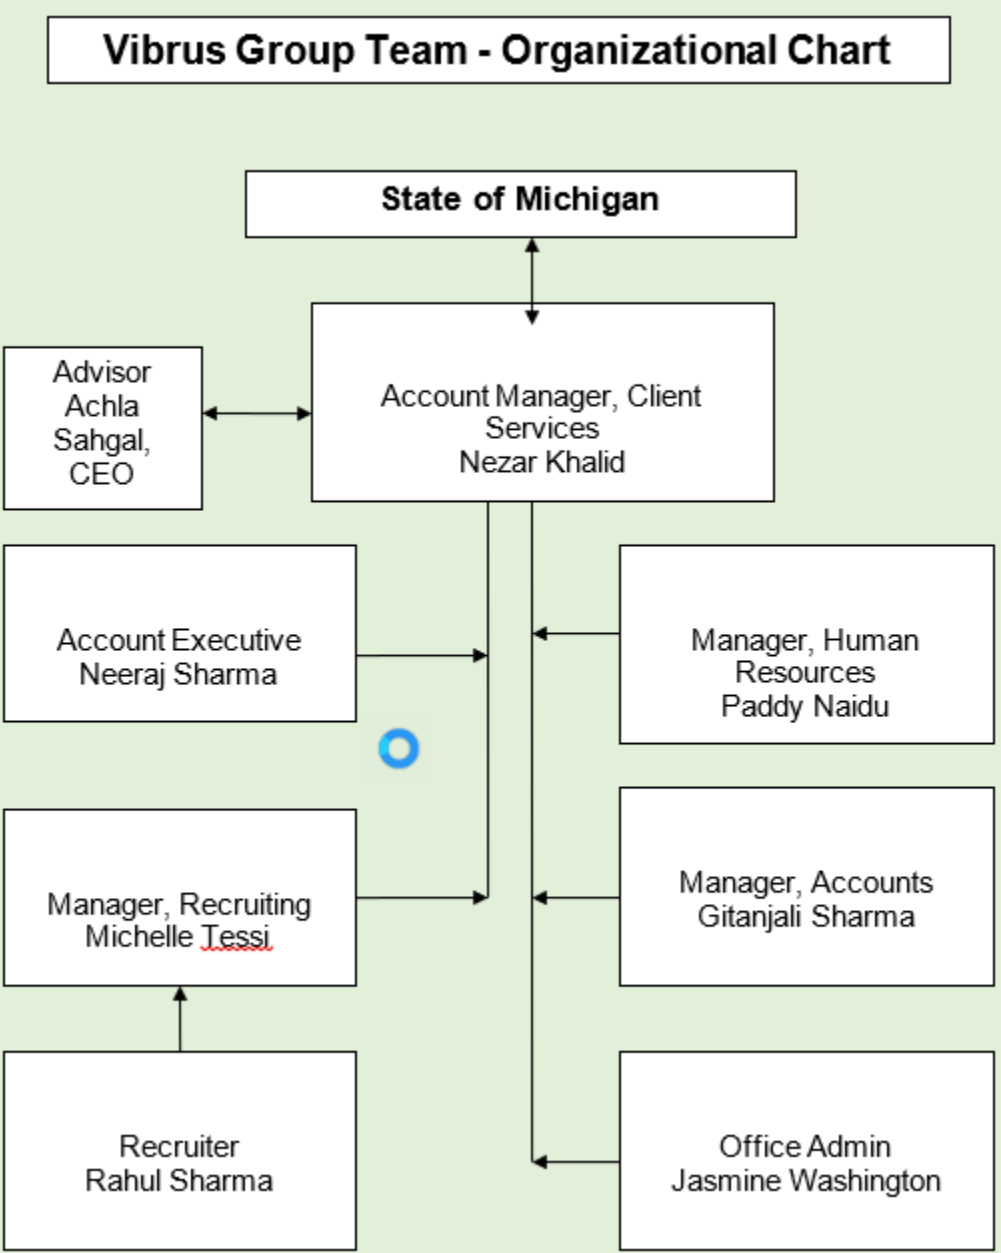 Vibrus Group Team - Organizational Chart
State of Michigan
Advisor
Achla
Sahgal,
CEO
Account Manager, Client
Services
Nezar Khalid
Account Executive
Neeraj Sharma
Manager, Human
Resources
Paddy Naidu
Manager, Recruiting
Michelle Tessi
Manager, Accounts
Gitanjali Sharma
Recruiter
Rahul Sharma
Office Admin
Jasmine Washington